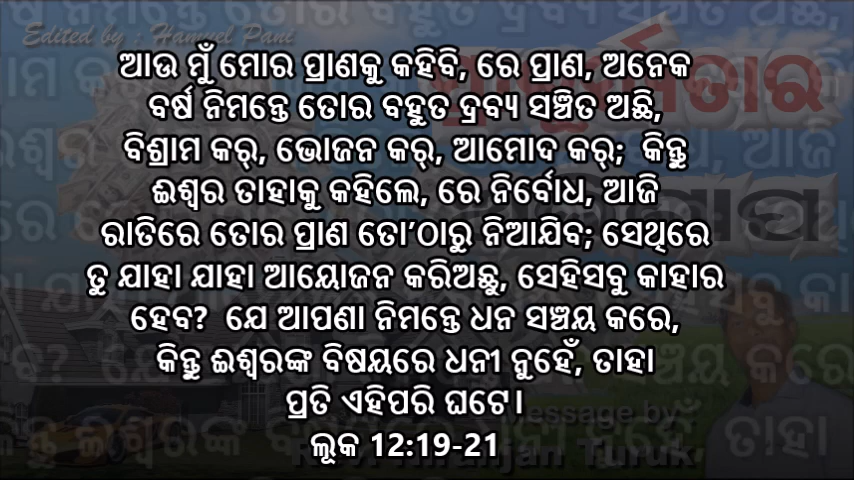 Edited by : Hamuel Pani
ଆଉ ମୁଁ ମୋର ପ୍ରାଣକୁ କହିବି, ରେ ପ୍ରାଣ, ଅନେକ
ବର୍ଷ ନିମନ୍ତେ ତୋର ବହୁତ ଦ୍ରବ୍ୟ ସଞ୍ଚିତ ଅଛି,
ବିଶ୍ରାମ କର୍, ଭୋଜନ କର୍, ଆମୋଦ କର୍; କିନ୍ତୁ
ଈଶ୍ୱର ତାହାକୁ କହିଲେ, ରେ ନିର୍ବୋଧ, ଆଜି
ରାତିରେ ତୋର ପ୍ରାଣ ତୋ'ଠାରୁ ନିଆଯିବ; ସେଥିରେ
ତୁ ଯାହା ଯାହା ଆୟୋଜନ କରିଅଛୁ, ସେହିସବୁ କାହାର
ହେବ? ଯେ ଆପଣା ନିମନ୍ତେ ଧନ ସଞ୍ଚୟ କରେ,
କିନ୍ତୁ ଈଶ୍ୱରଙ୍କ ବିଷୟରେ ଧନୀ ନୁହେଁ, ତାହା
ପ୍ରତି ଏହିପରି ଘଟେ।
ଲୂକ 12:19-21